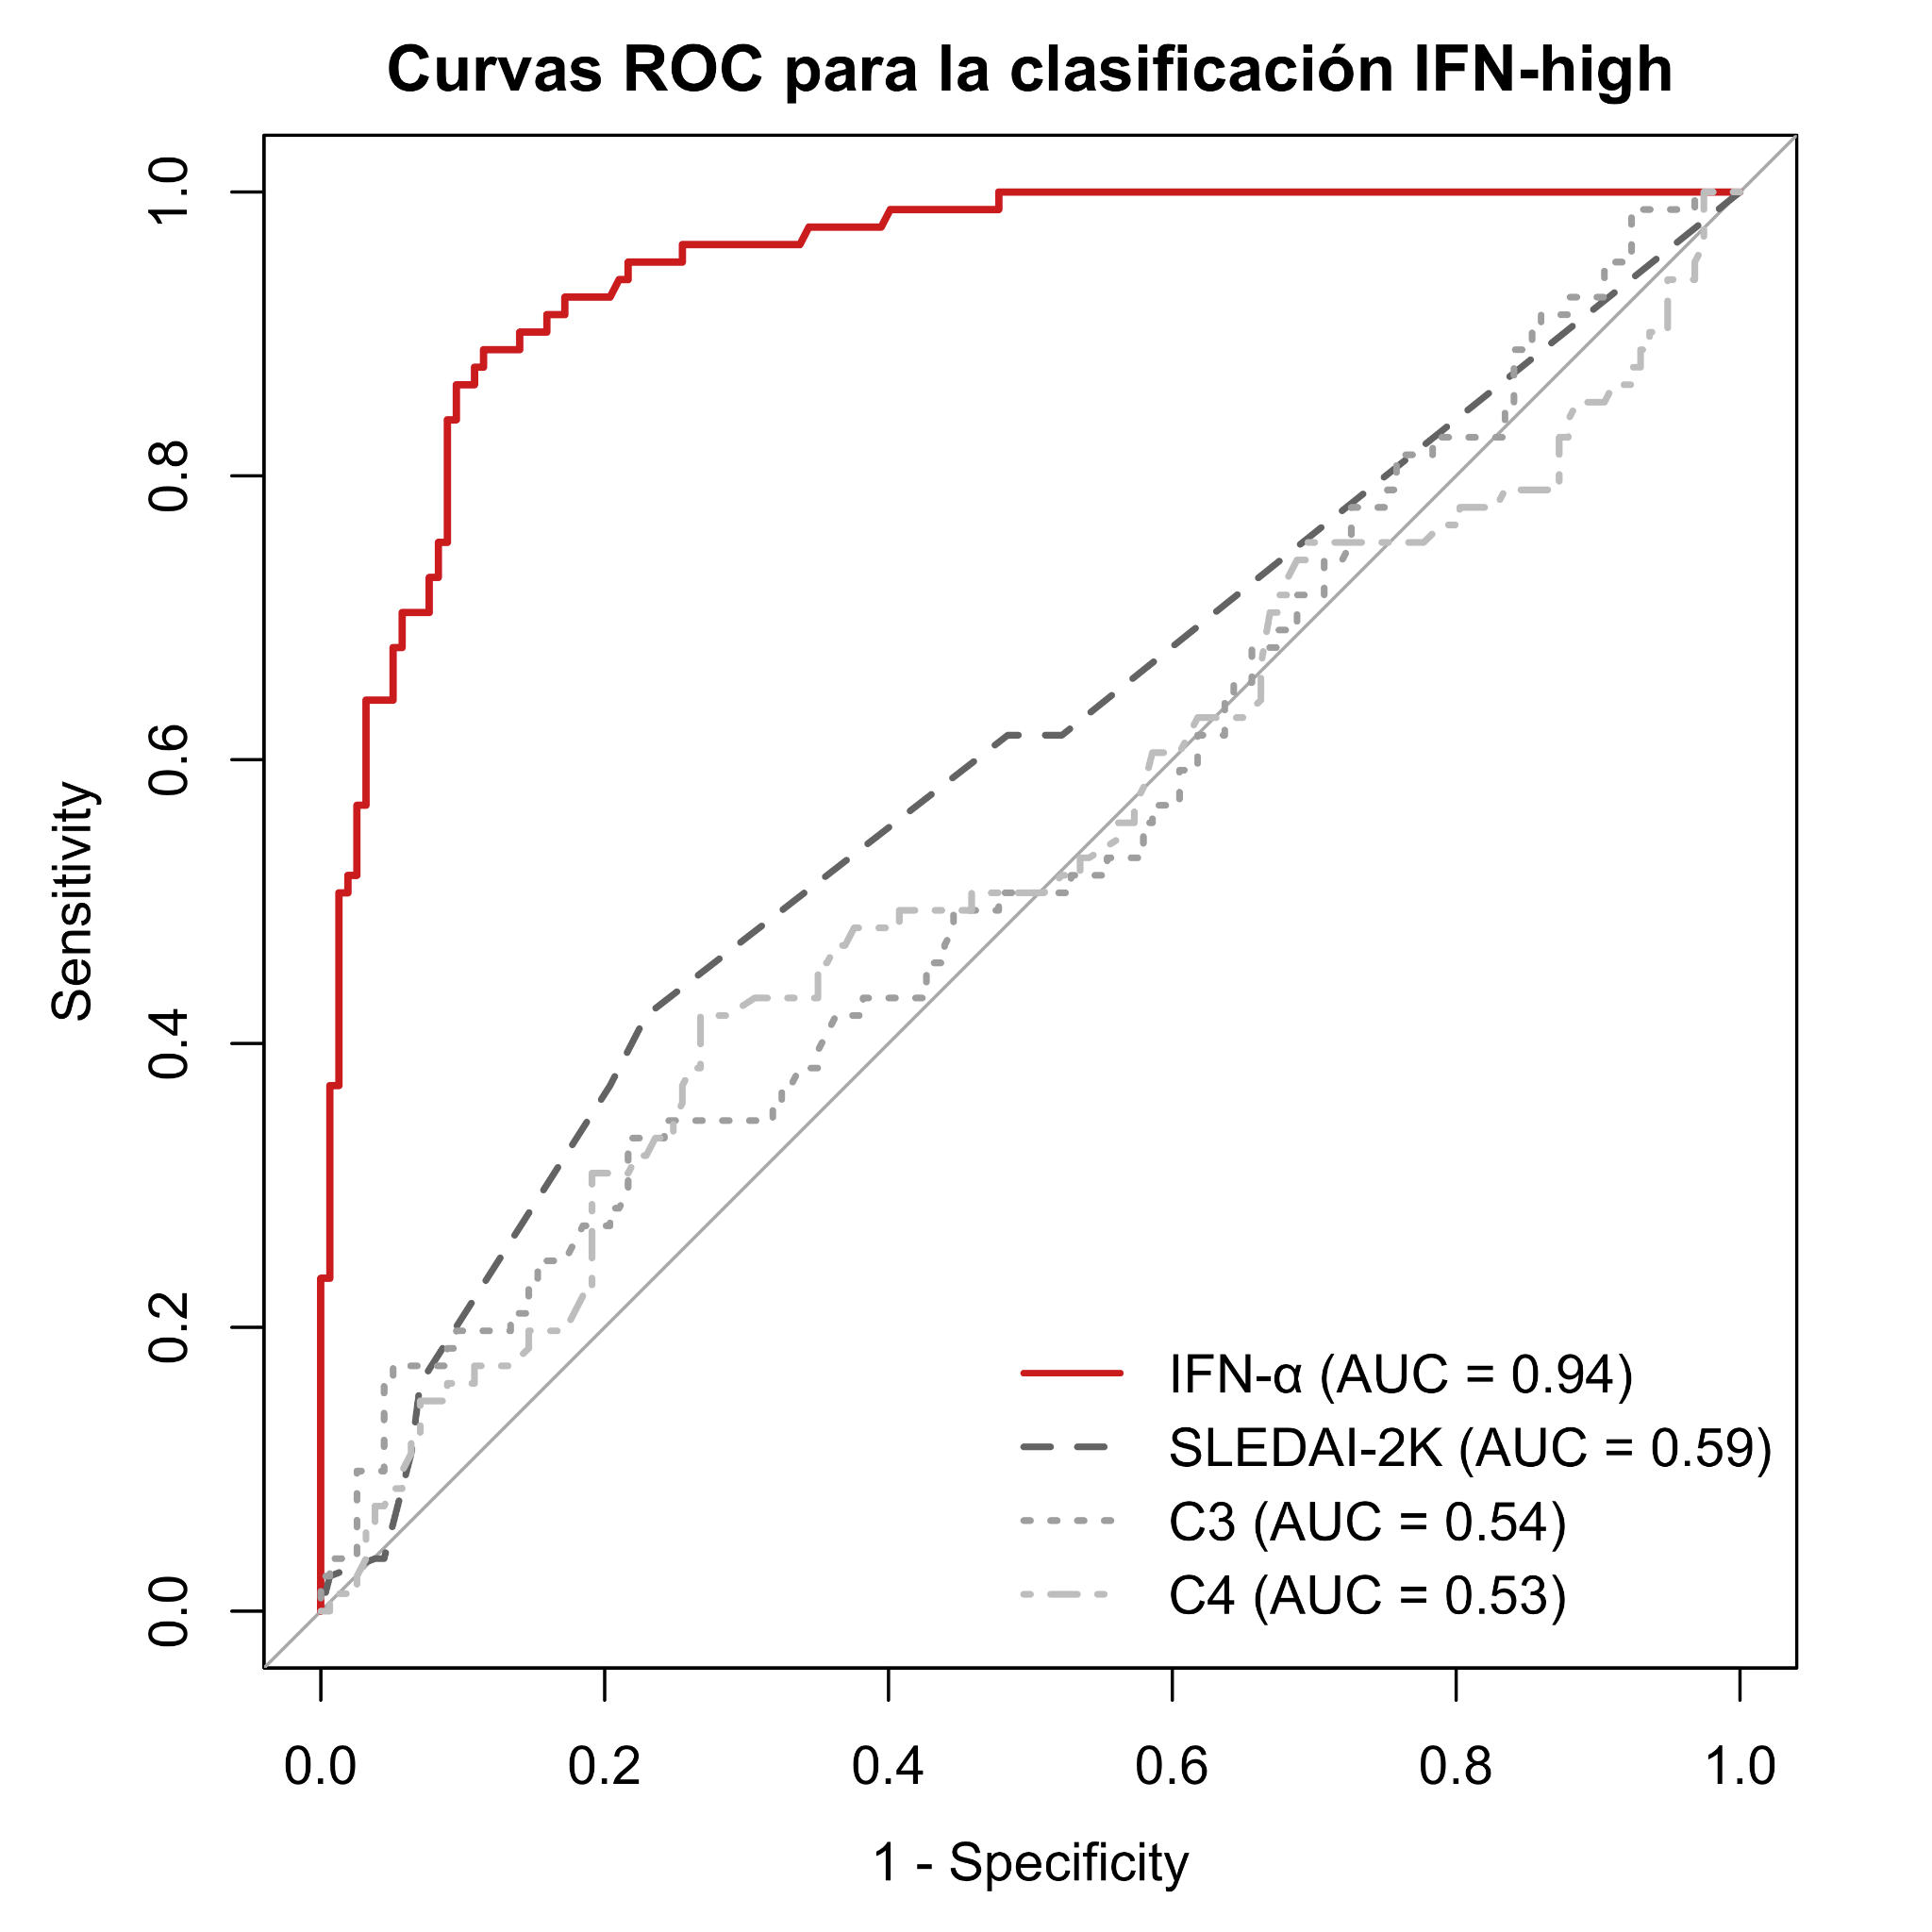 Curvas ROC para la clasificación IFN-high
Sensitivity
1.0
0.8
0.6
0.4
0.2
0.0
IFN-α (AUC = 0.94)
SLEDAI-2K (AUC = 0.59)
C3 (AUC = 0.54)
C4 (AUC = 0.53)
0.0 0.2 0.4 0.6 0.8 1.0
1 - Specificity